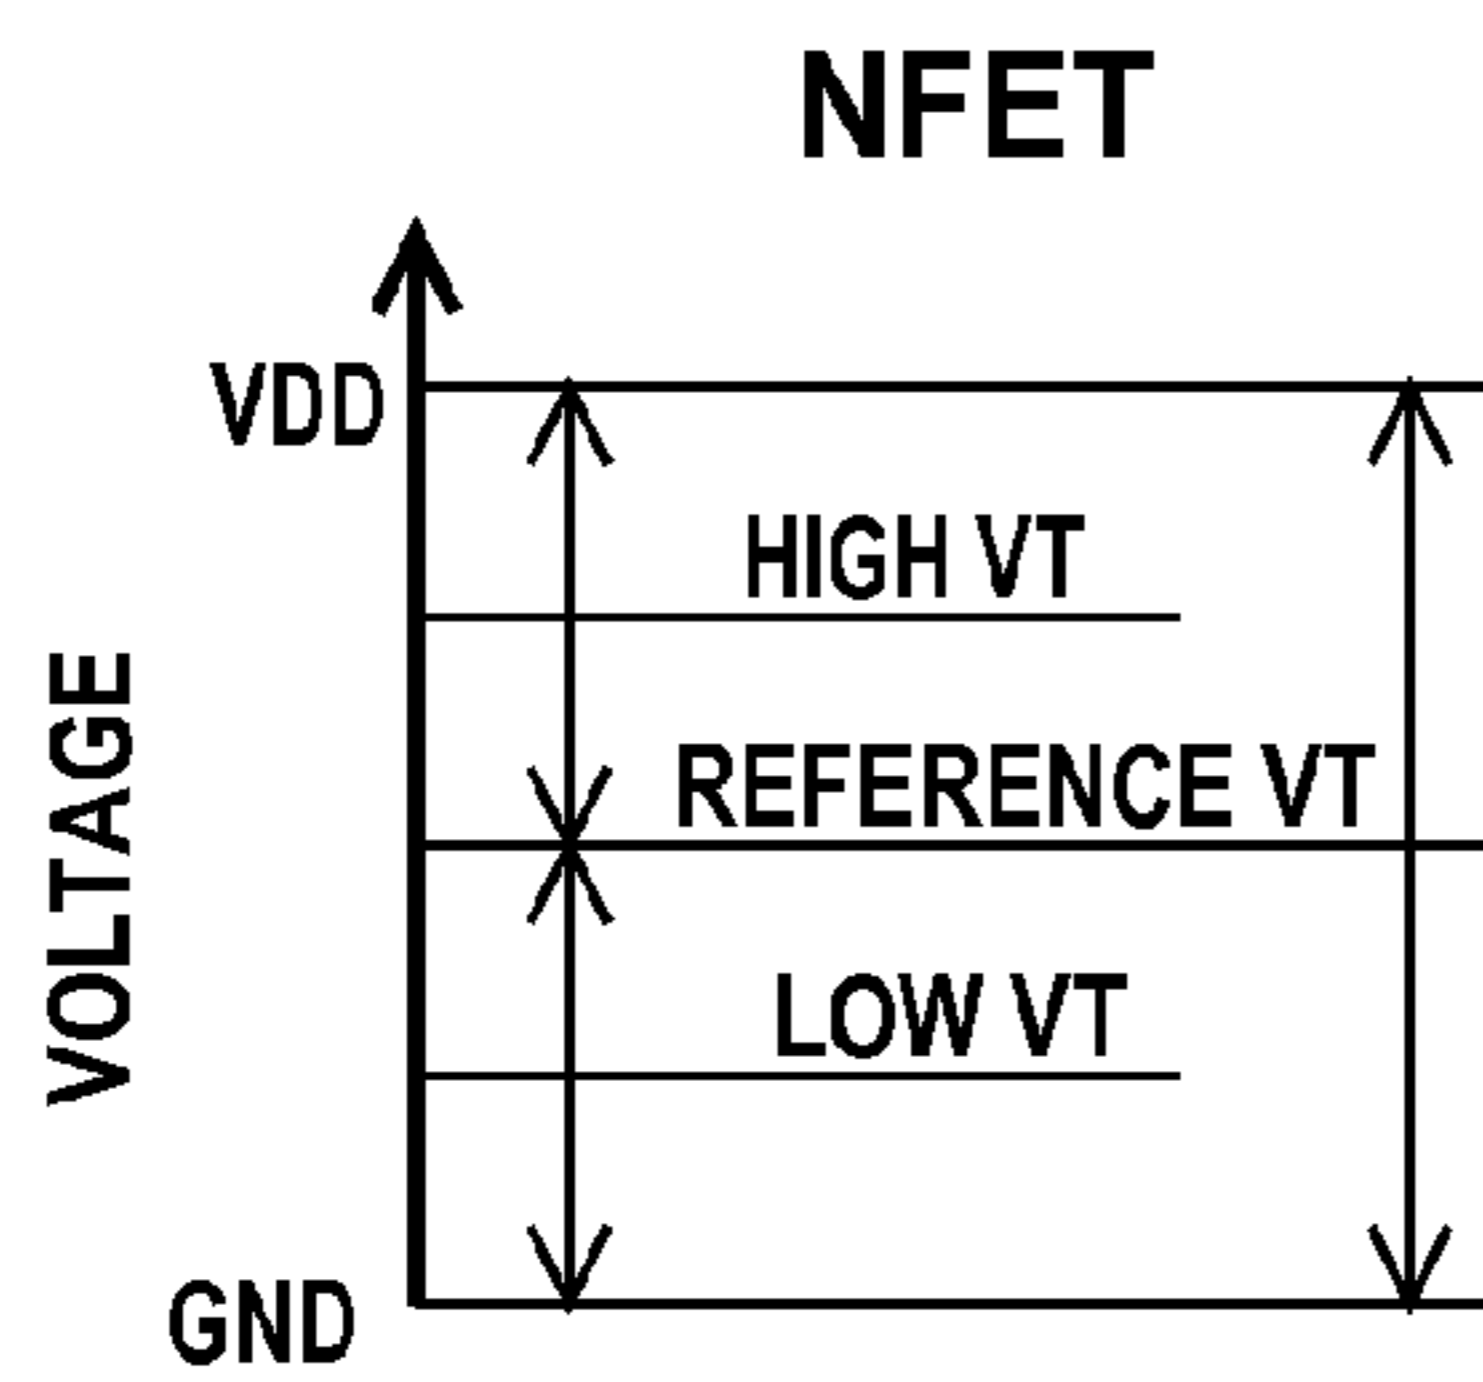 NFET
VDD
HIGH VT
REFERENCE VT
VOLTAGE
LOW VT
GND